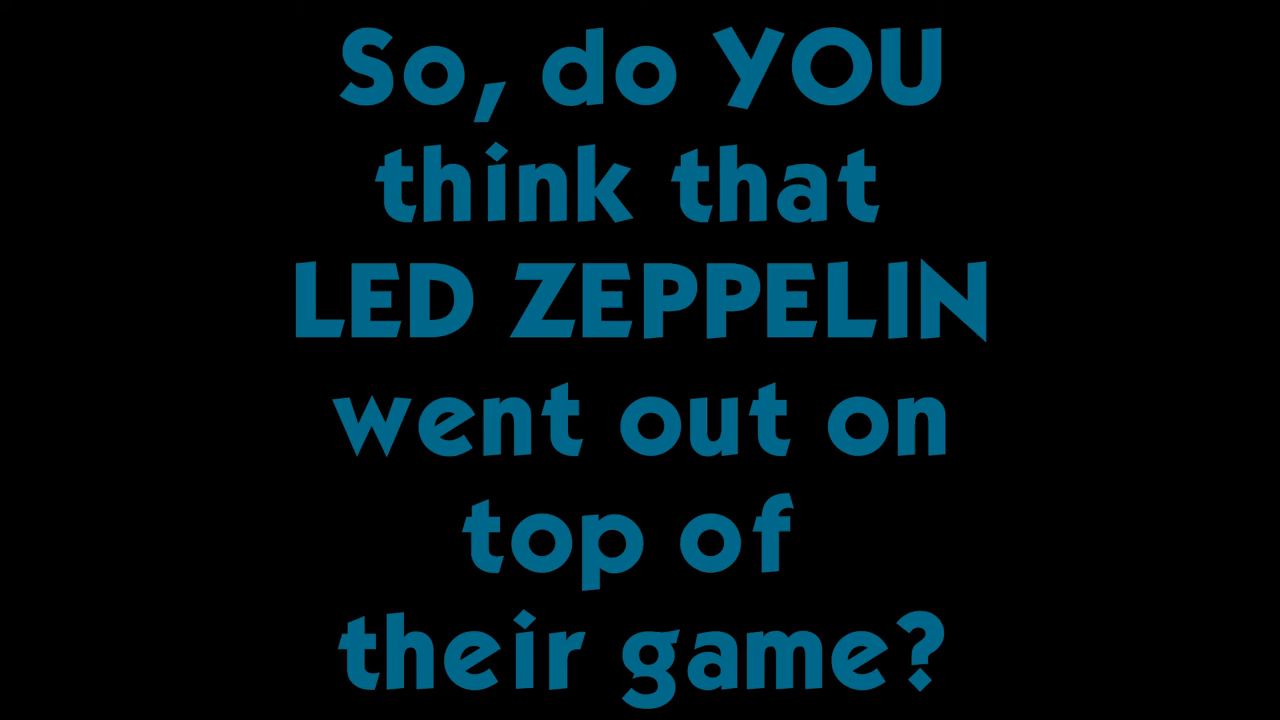 So, do YOU
think that
LED ZEPPELIN
went out on
top of
their game?